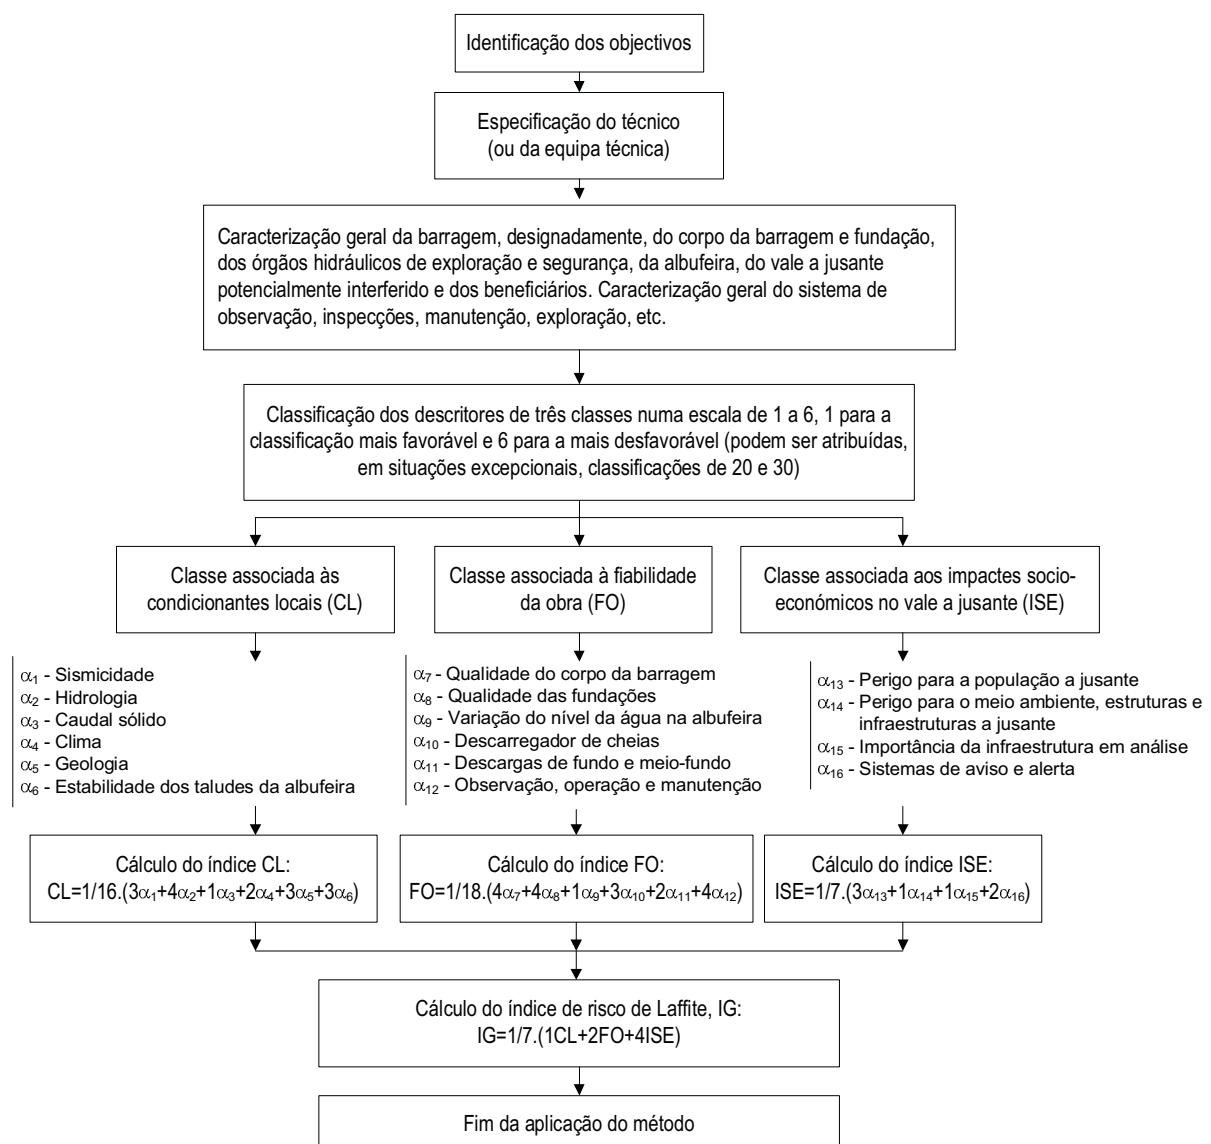 Identificação dos objectivos
Especificação do técnico
(ou da equipa técnica)
Caracterização geral da barragem, designadamente, do corpo da barragem e fundação,
dos órgãos hidráulicos de exploração e segurança, da albufeira, do vale a jusante
potencialmente interferido e dos beneficiários. Caracterização geral do sistema de
observação, inspecções, manutenção, exploração, etc.
Classificação dos descritores de três classes numa escala de 1 a 6, 1 para a
classificação mais favorável e 6 para a mais desfavorável (podem ser atribuídas,
em situações excepcionais, classificações de 20 e 30)
Classe associada às
condicionantes locais (CL)
α₁ - Sismicidade
α₂ - Hidrologia
α₃ - Caudal sólido
α₄ - Clima
α₅ - Geologia
α₆ - Estabilidade dos taludes da albufeira
Cálculo do índice CL:
CL=1/16.(3α₁+4α₂+1α₃+2α₄+3α₅+3α₆)
Classe associada à fiabilidade
da obra (FO)
α₇ - Qualidade do corpo da barragem
α₈ - Qualidade das fundações
α₉ - Variação do nível da água na albufeira
α₁₀ - Descarregador de cheias
α₁₁ - Descargas de fundo e meio-fundo
α₁₂ - Observação, operação e manutenção
Cálculo do índice FO:
FO=1/18.(4α₇+4α₈+1α₉+3α₁₀+2α₁₁+4α₁₂)
Classe associada aos impactes socio-
económicos no vale a jusante (ISE)
α₁₃ - Perigo para a população a jusante
α₁₄ - Perigo para o meio ambiente, estruturas e
infraestruturas a jusante
α₁₅ - Importância da infraestrutura em análise
α₁₆ - Sistemas de aviso e alerta
Cálculo do índice ISE:
ISE=1/7.(3α₁₃+1α₁₄+1α₁₅+2α₁₆)
Cálculo do índice de risco de Laffite, IG:
IG=1/7.(1CL+2FO+4ISE)
Fim da aplicação do método